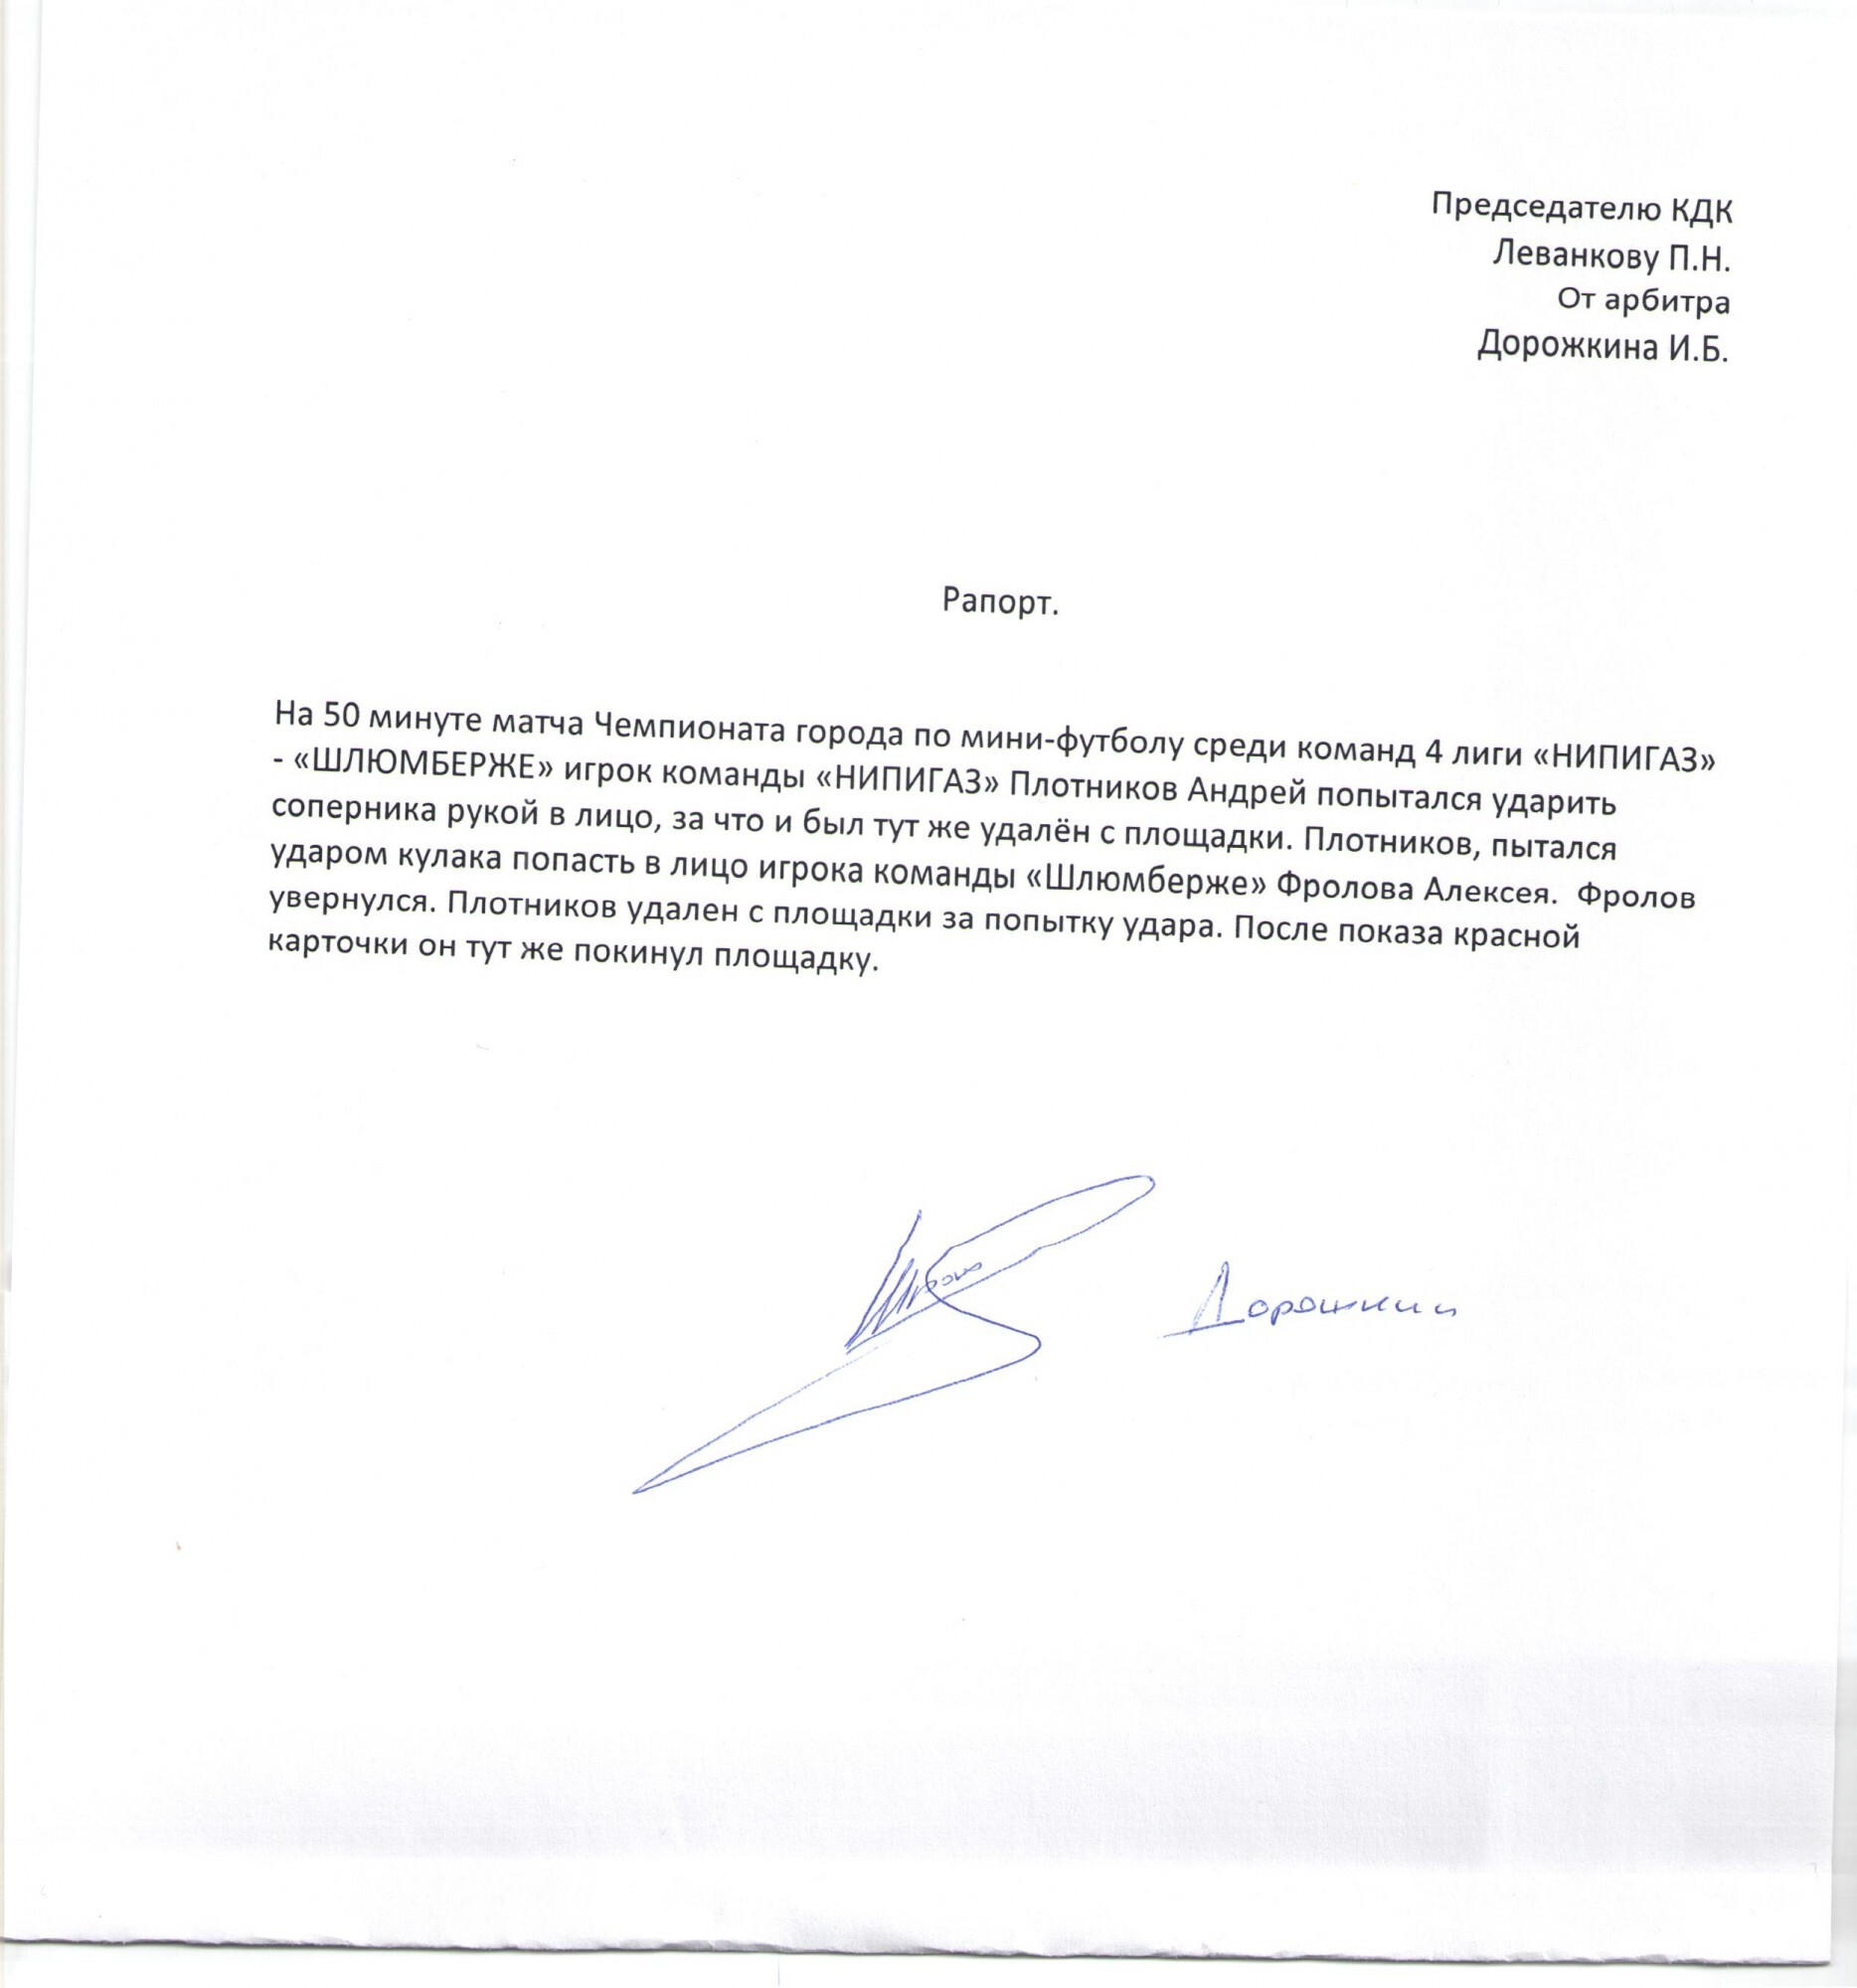 Председателю КДК
Леванкову П.Н.
От арбитра
Дорожкина И.Б.
Рапорт.
На 50 минуте матча Чемпионата города по мини-футболу среди команд 4 лиги «НИПИГАЗ»
- «ШЛЮМБЕРЖЕ» игрок команды «НИПИГАЗ» Плотников Андрей попытался ударить
соперника рукой в лицо, за что и был тут же удалён с площадки. Плотников, пытался
ударом кулака попасть в лицо игрока команды «Шлюмберже» Фролова Алексея.  Фролов
увернулся. Плотников удален с площадки за попытку удара. После показа красной
карточки он тут же покинул площадку.
Дорожкин